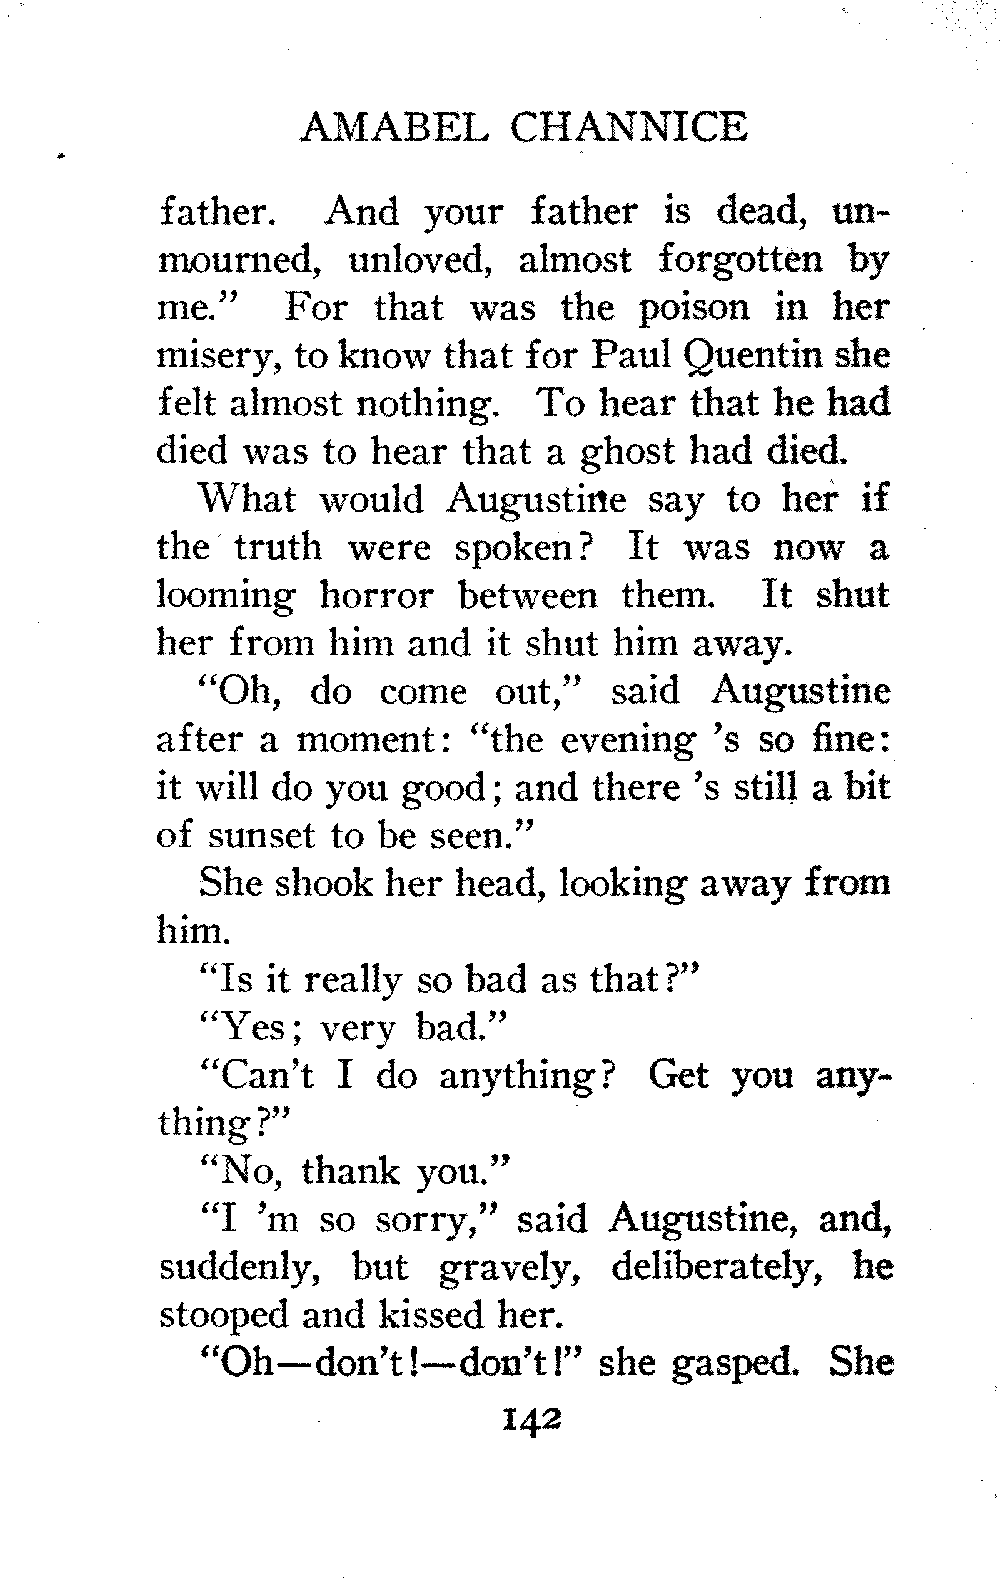 AMABEL CHANNICE
father. And your father is dead, un-
mourned, unloved, almost forgotten by
me.” For that was the poison in her
misery, to know that for Paul Quentin she
felt almost nothing. To hear that he had
died was to hear that a ghost had died.
What would Augustine say to her if
the truth were spoken? It was now a
looming horror between them. It shut
her from him and it shut him away.
“Oh, do come out,” said Augustine
after a moment: “the evening ’s so fine:
it will do you good; and there ’s still a bit
of sunset to be seen.”
She shook her head, looking away from
him.
“Is it really so bad as that?”
“Yes; very bad.”
“Can’t I do anything? Get you any-
thing?”
“No, thank you.”
“I ’m so sorry,” said Augustine, and,
suddenly, but gravely, deliberately, he
stooped and kissed her.
“Oh—don’t!—don’t!” she gasped. She
142